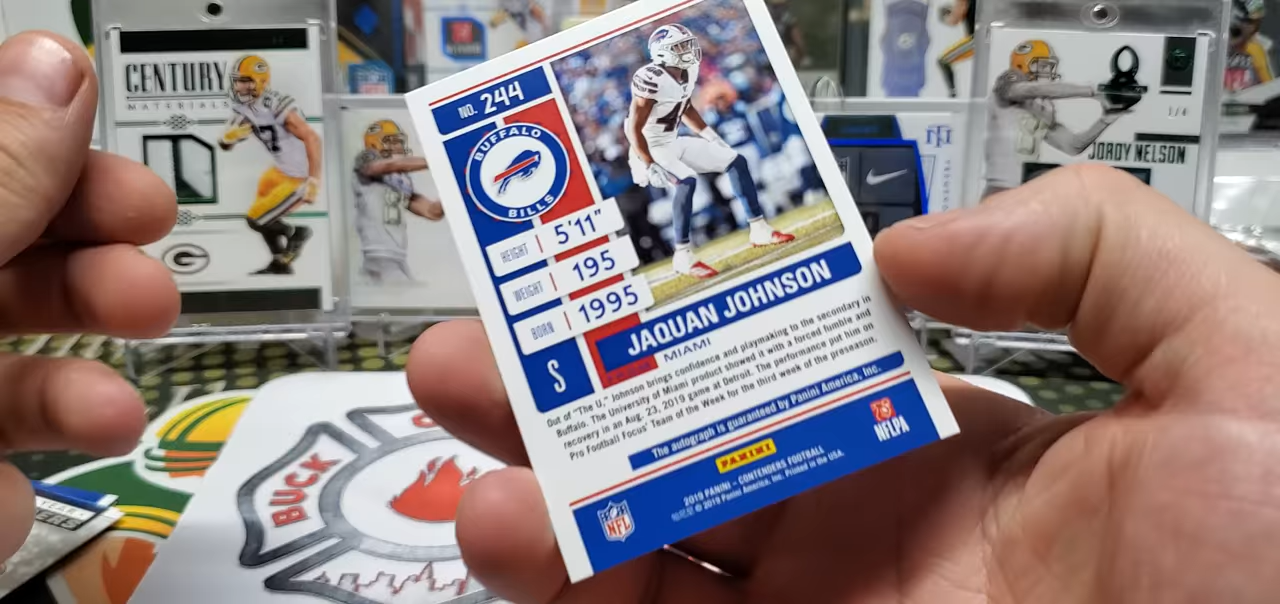 CENTURY
MATERIALS
NO. 244
BUFFALO
BILLS
HEIGHT 5'11"
WEIGHT 195
BORN 1995
S
JAQUAN JOHNSON
MIAMI
Out of "The U," Johnson brings confidence and playmaking to the secondary in
Buffalo. The University of Miami product showed it with a forced fumble and
recovery in an Aug. 23, 2019 game at Detroit. The performance put him on
Pro Football Focus' Team of the Week for the third week of the preseason.
The autograph is guaranteed by Panini America, Inc.
PANINI
2019 PANINI – CONTENDERS FOOTBALL
© 2019 Panini America, Inc. Printed in the USA.
NFL
NFLPA
1/4
JORDY NELSON
BUCK
YEAR